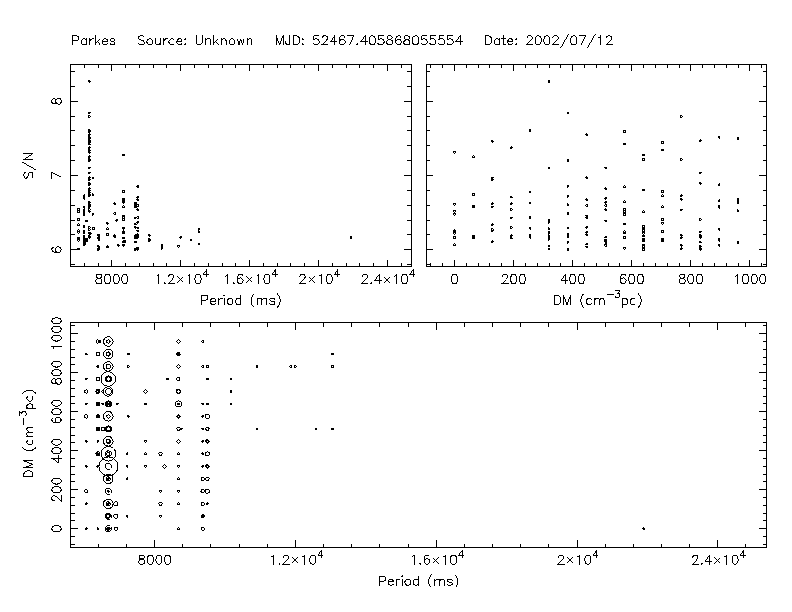 Parkes Source: Unknown MJD: 52467.405868055554 Date: 2002/07/12
8
7
6
S/N
8000 1.2×10⁴ 1.6×10⁴ 2×10⁴ 2.4×10⁴
Period (ms)
0 200 400 600 800 1000
DM (cm⁻³pc)
1000
800
600
400
200
0
DM (cm⁻³pc)
8000 1.2×10⁴ 1.6×10⁴ 2×10⁴ 2.4×10⁴
Period (ms)